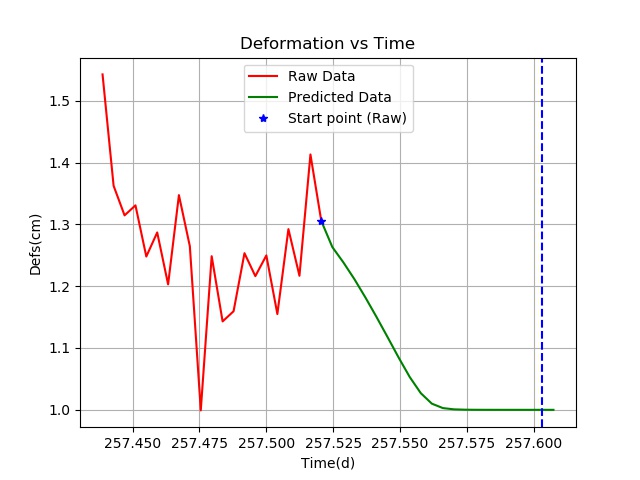 Deformation vs Time
Raw Data
Predicted Data
Start point (Raw)
Defs(cm)
1.5
1.4
1.3
1.2
1.1
1.0
257.450 257.475 257.500 257.525 257.550 257.575 257.600
Time(d)